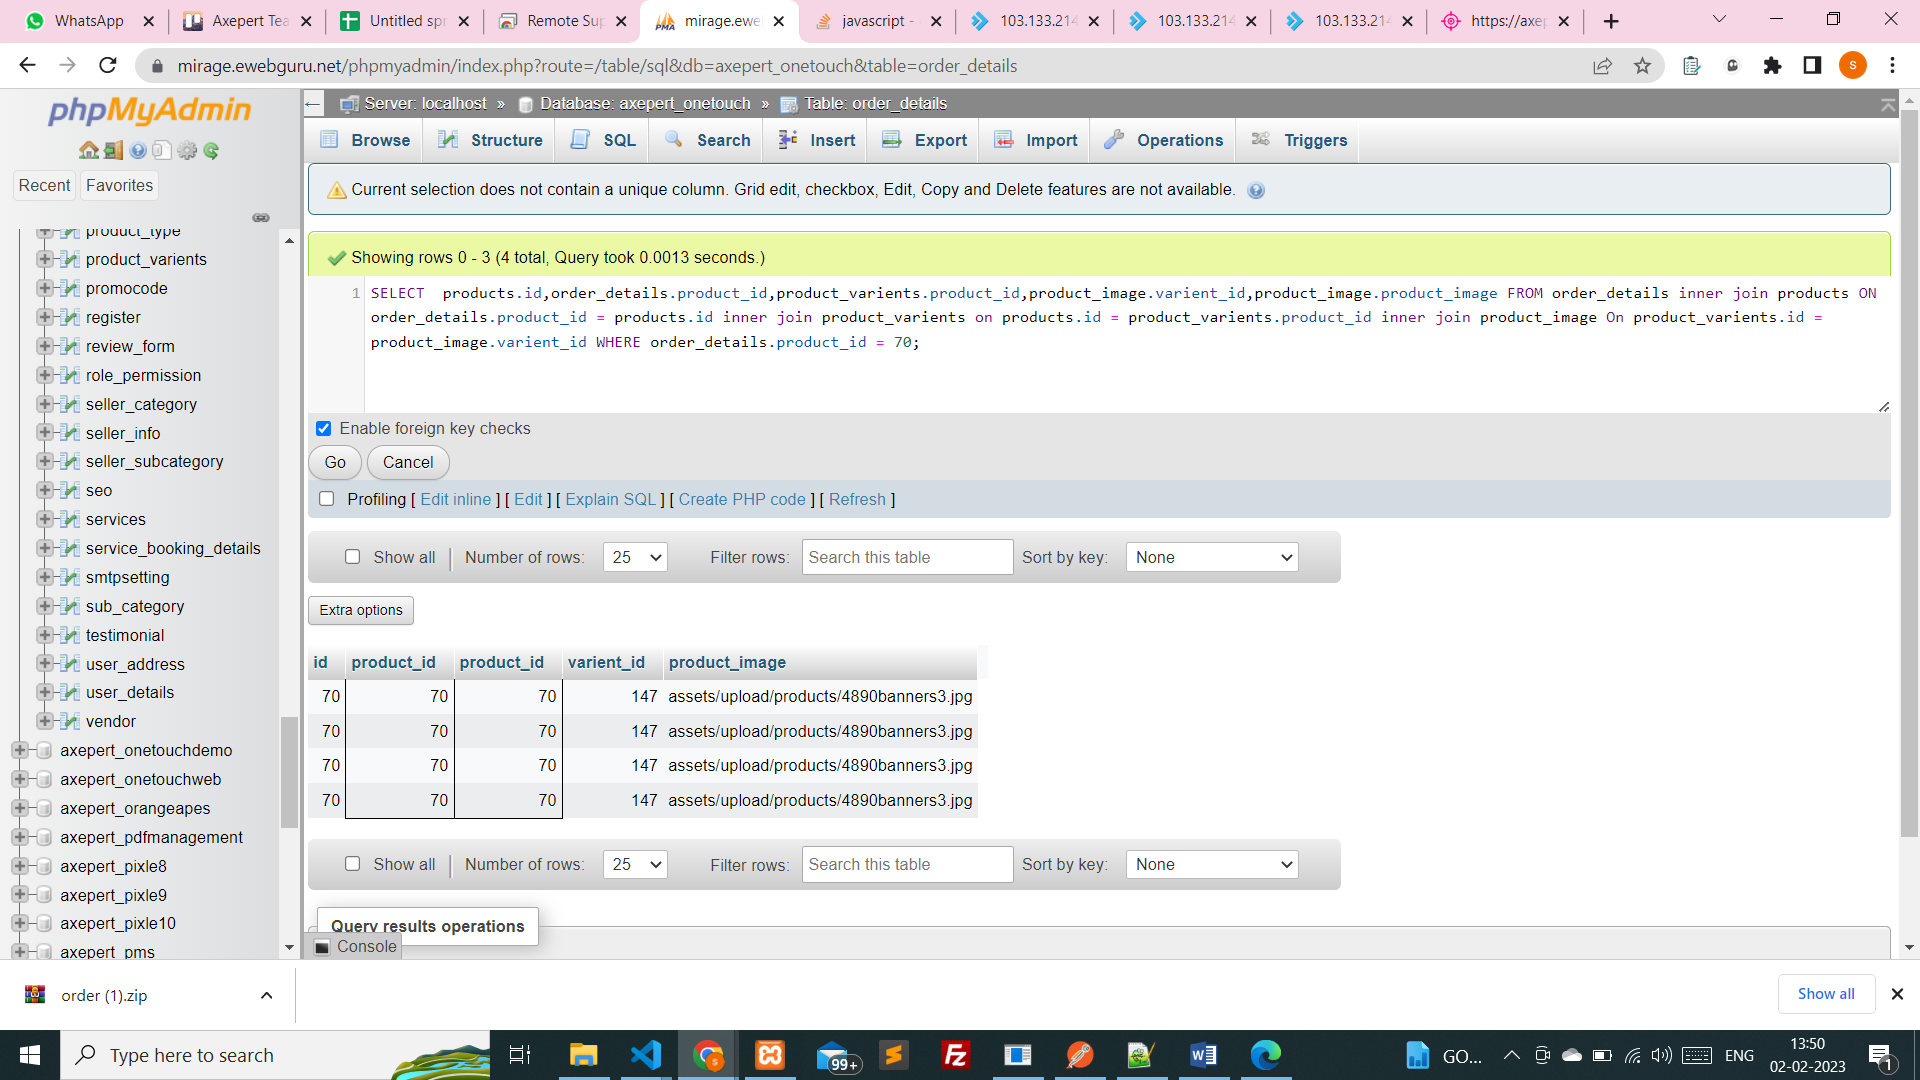 WhatsApp
Axepert Tea
Untitled spr
Remote Sup
mirage.ewe
javascript -
103.133.214
103.133.214
103.133.214
https://axep
mirage.ewebguru.net/phpmyadmin/index.php?route=/table/sql&db=axepert_onetouch&table=order_details
s
phpMyAdmin
Recent
Favorites
product_type
product_varients
promocode
register
review_form
role_permission
seller_category
seller_info
seller_subcategory
seo
services
service_booking_details
smtpsetting
sub_category
testimonial
user_address
user_details
vendor
axepert_onetouchdemo
axepert_onetouchweb
axepert_orangeapes
axepert_pdfmanagement
axepert_pixle8
axepert_pixle9
axepert_pixle10
axepert_pms
Server: localhost » Database: axepert_onetouch » Table: order_details
Browse Structure SQL Search Insert Export Import Operations Triggers
Current selection does not contain a unique column. Grid edit, checkbox, Edit, Copy and Delete features are not available.
Showing rows 0 - 3 (4 total, Query took 0.0013 seconds.)
1 SELECT products.id,order_details.product_id,product_varients.product_id,product_image.varient_id,product_image.product_image FROM order_details inner join products ON
order_details.product_id = products.id inner join product_varients on products.id = product_varients.product_id inner join product_image On product_varients.id =
product_image.varient_id WHERE order_details.product_id = 70;
Enable foreign key checks
Go Cancel
Profiling [ Edit inline ] [ Edit ] [ Explain SQL ] [ Create PHP code ] [ Refresh ]
Show all | Number of rows: 25 Filter rows: Search this table Sort by key: None
Extra options
id product_id product_id varient_id product_image
70 70 70 147 assets/upload/products/4890banners3.jpg
70 70 70 147 assets/upload/products/4890banners3.jpg
70 70 70 147 assets/upload/products/4890banners3.jpg
70 70 70 147 assets/upload/products/4890banners3.jpg
Show all | Number of rows: 25 Filter rows: Search this table Sort by key: None
Query results operations
Console
order (1).zip
Show all
Type here to search
99+
GO...
ENG
13:50
02-02-2023
1